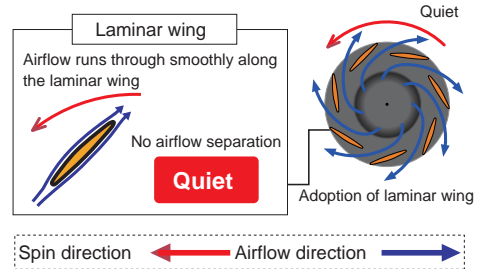 Laminar wing
Airflow runs through smoothly along
the laminar wing
No airflow separation
Quiet
Quiet
Adoption of laminar wing
Spin direction
Airflow direction